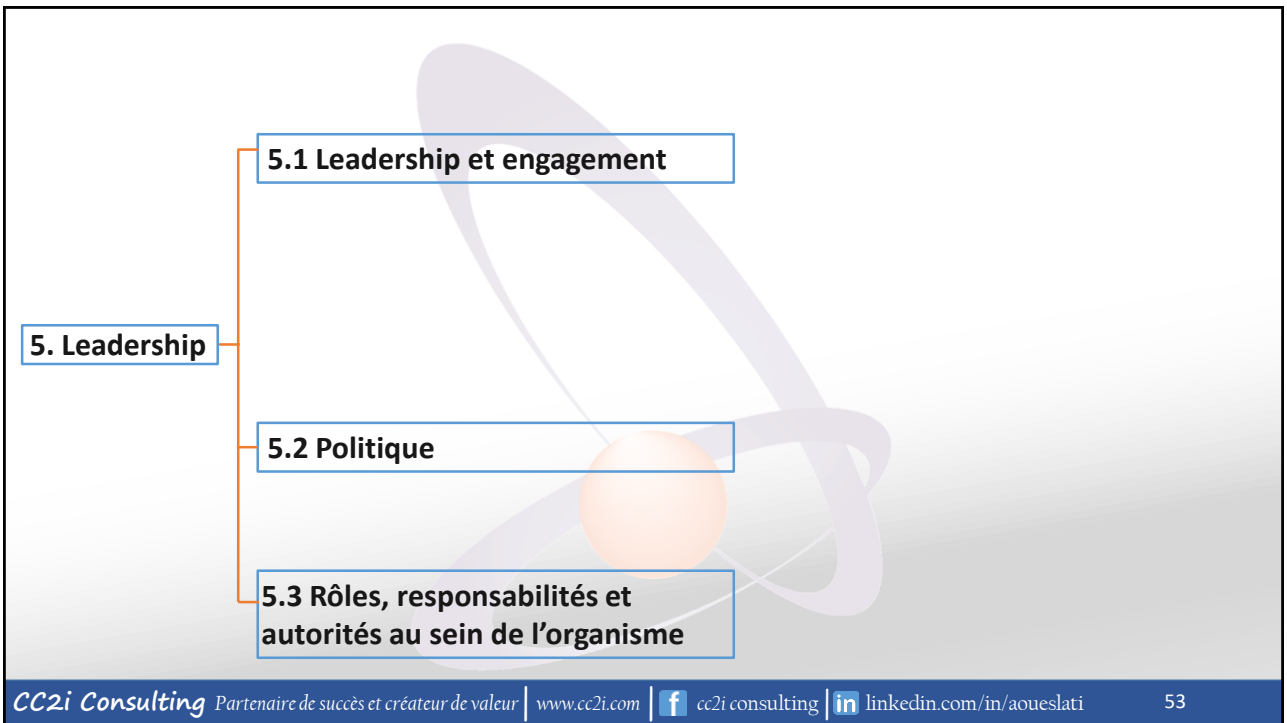 5.1 Leadership et engagement
5. Leadership
5.2 Politique
5.3 Rôles, responsabilités et
autorités au sein de l’organisme
CC2i Consulting Partenaire de succès et créateur de valeur | www.cc2i.com | f cc2i consulting | in linkedin.com/in/aoueslati 53